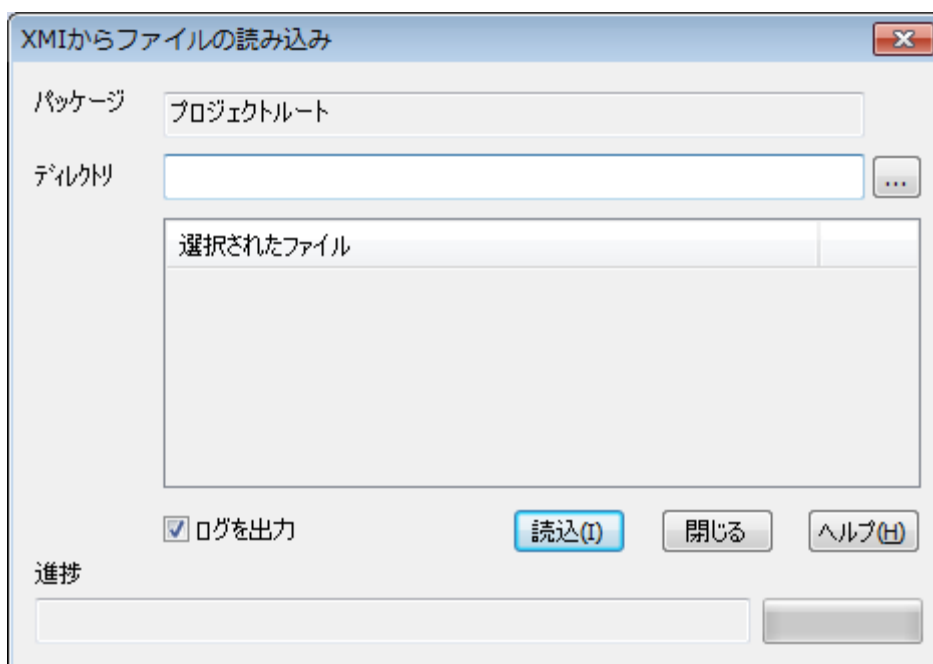 XMIからファイルの読み込み
パッケージ
プロジェクトルート
ディレクトリ
...
選択されたファイル
ログを出力
読込(I)
閉じる
ヘルプ(H)
進捗